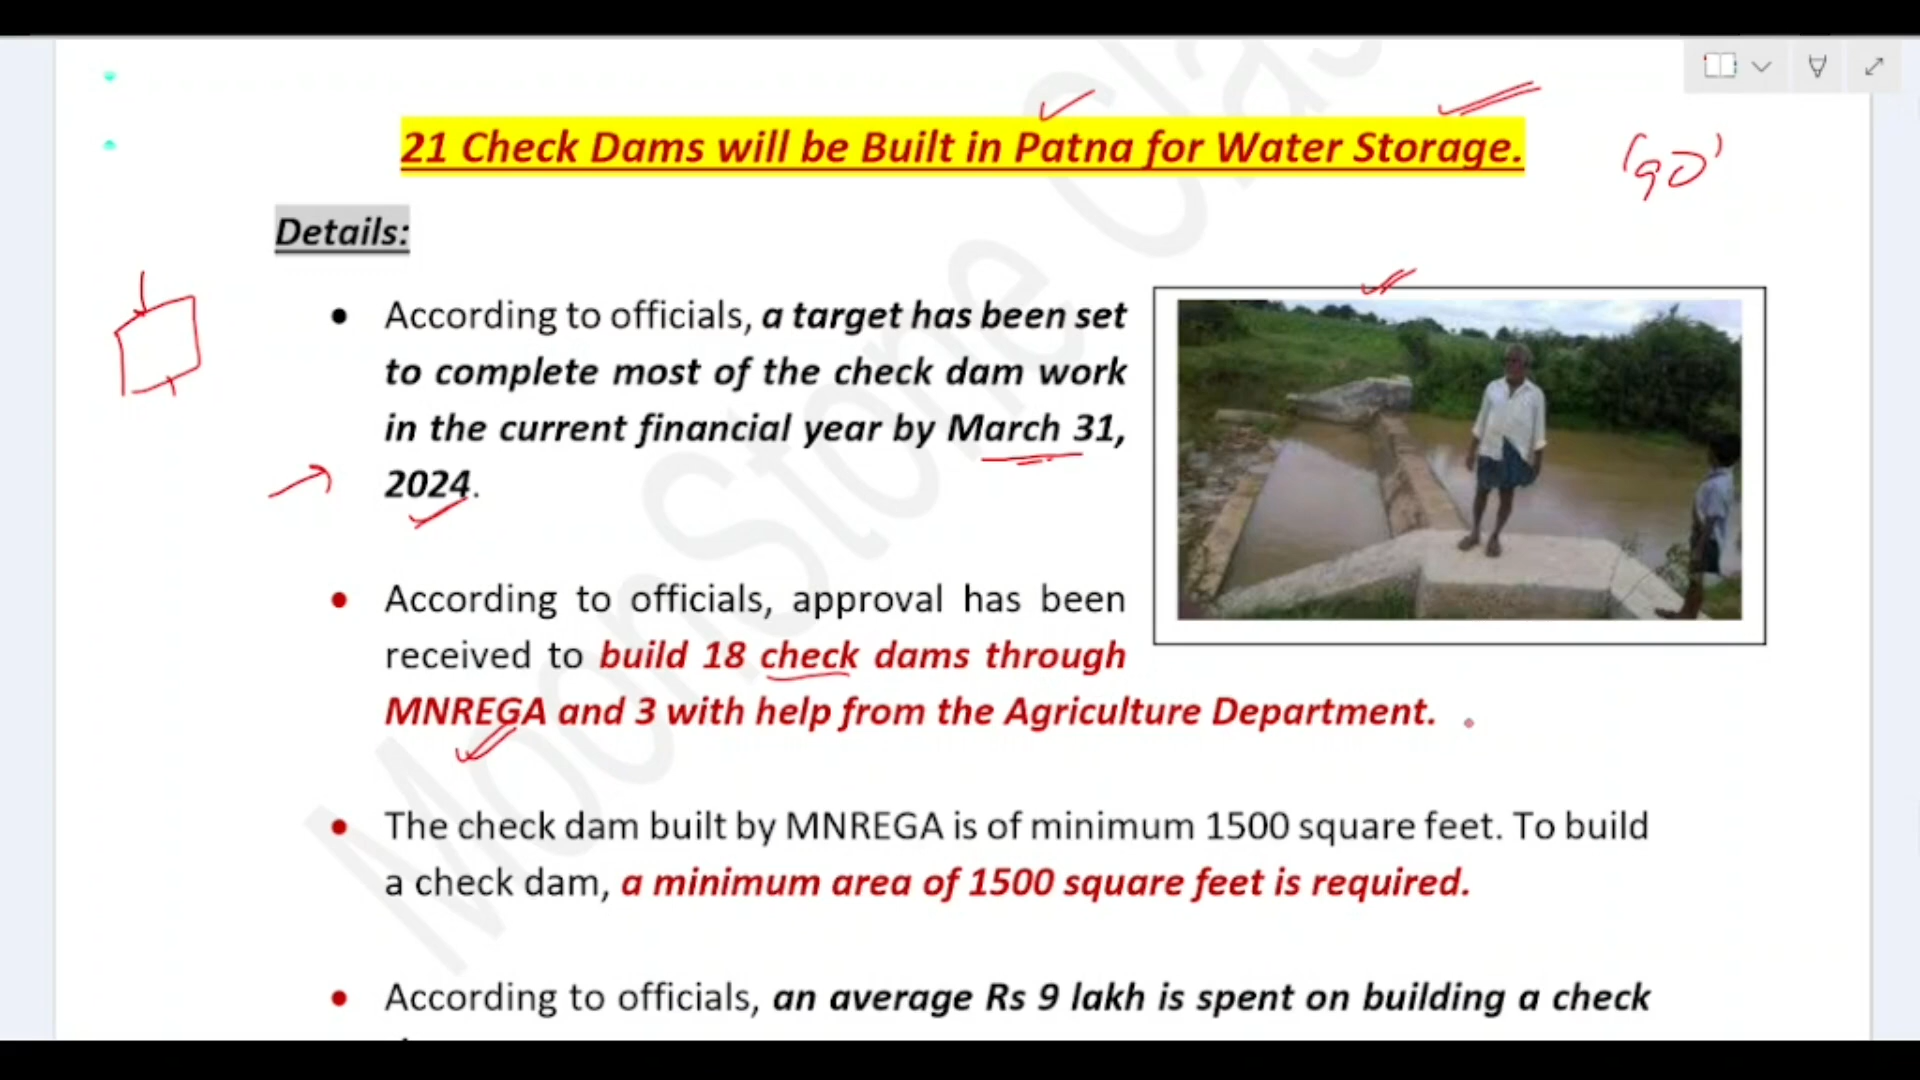 21 Check Dams will be Built in Patna for Water Storage.
'90'
Details:
According to officials, a target has been set
to complete most of the check dam work
in the current financial year by March 31,
2024.
According to officials, approval has been
received to build 18 check dams through
MNREGA and 3 with help from the Agriculture Department.
The check dam built by MNREGA is of minimum 1500 square feet. To build
a check dam, a minimum area of 1500 square feet is required.
According to officials, an average Rs 9 lakh is spent on building a check